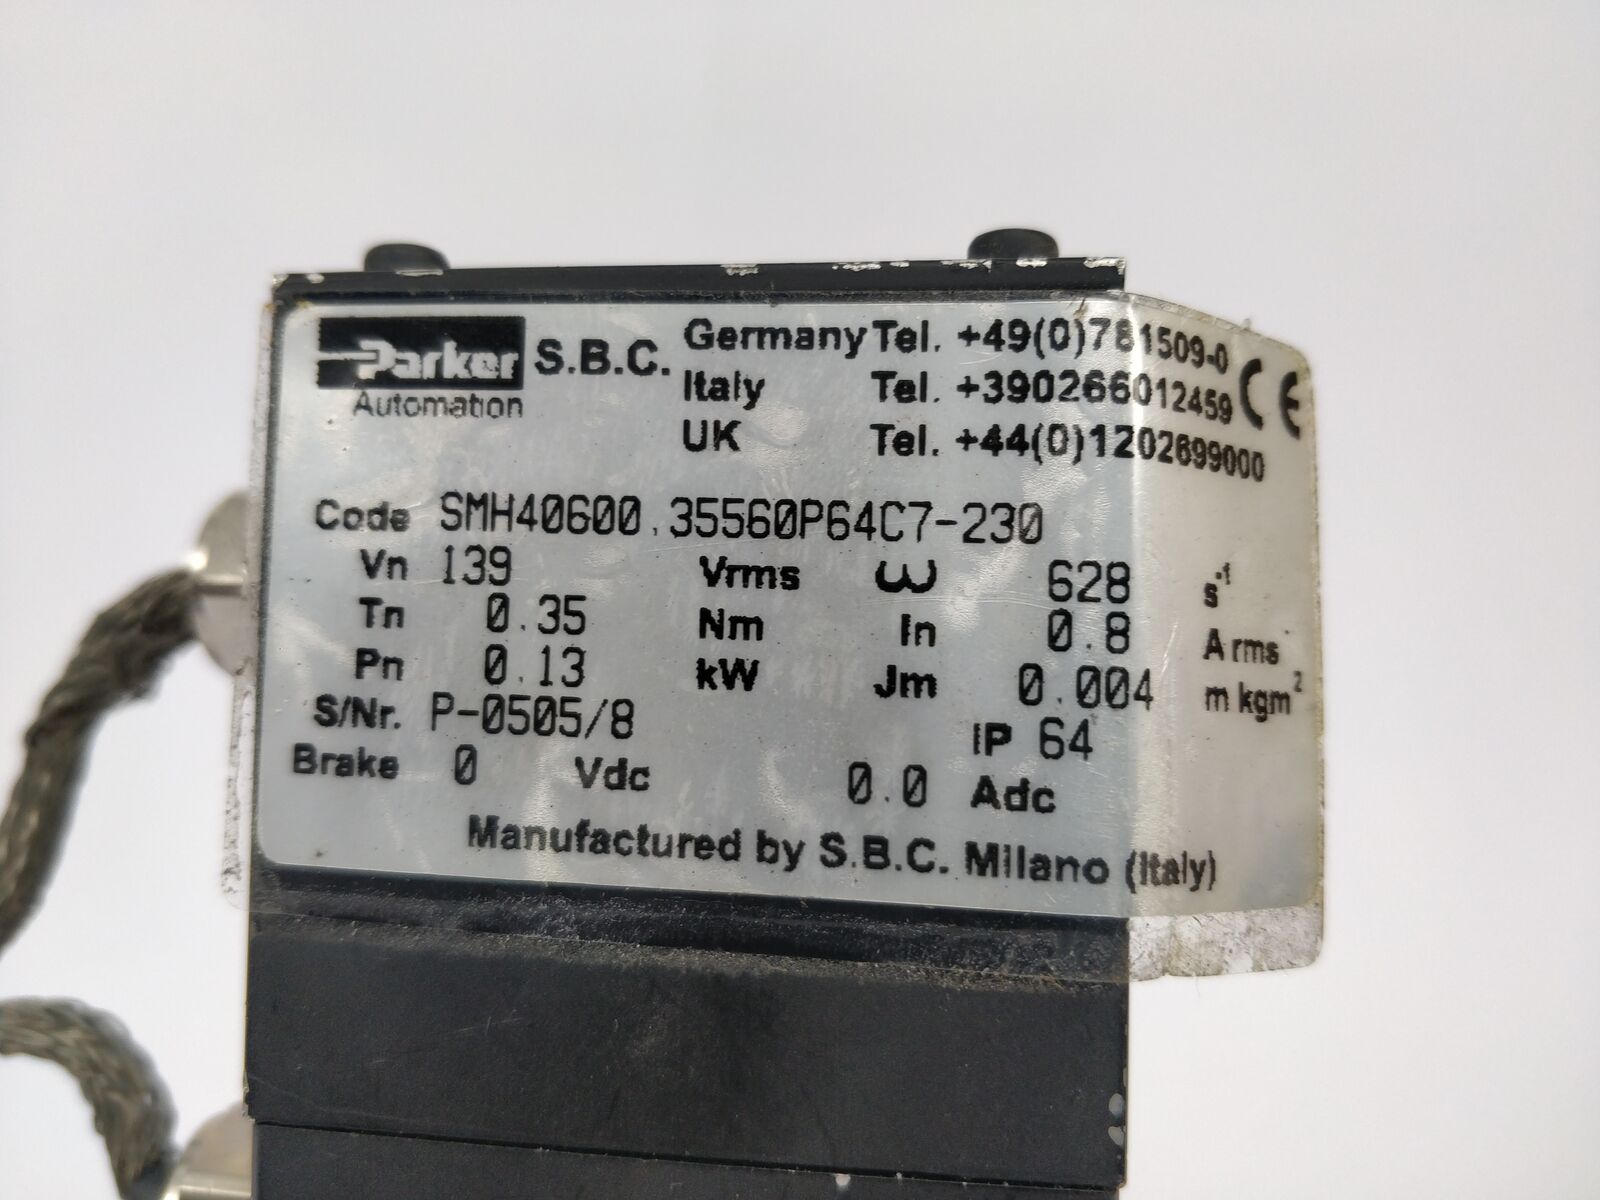 Parker Automation S.B.C. Germany Tel. +49(0)781509-0
Italy Tel. +390266012459 CE
UK Tel. +44(0)1202699000
Code SMH40600.35560P64C7-230
Vn 139 Vrms ω 628 s-1
Tn 0.35 Nm In 0.8 A rms
Pn 0.13 kW Jm 0.004 m kgm2
S/Nr. P-0505/8 IP 64
Brake 0 Vdc 0.0 Adc
Manufactured by S.B.C. Milano (Italy)